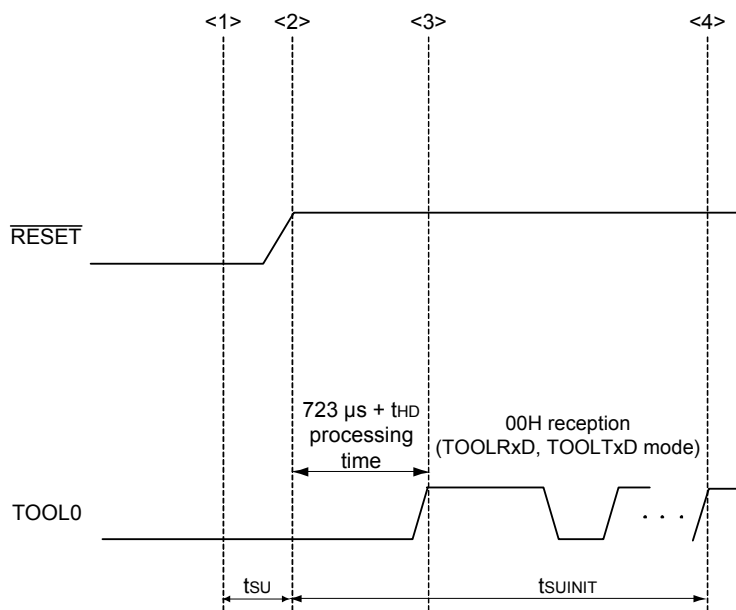 <1> <2> <3> <4>
RESET
723 µs + tHD
processing
time
00H reception
(TOOLRxD, TOOLTxD mode)
TOOL0
. . .
tSU
tSUINIT